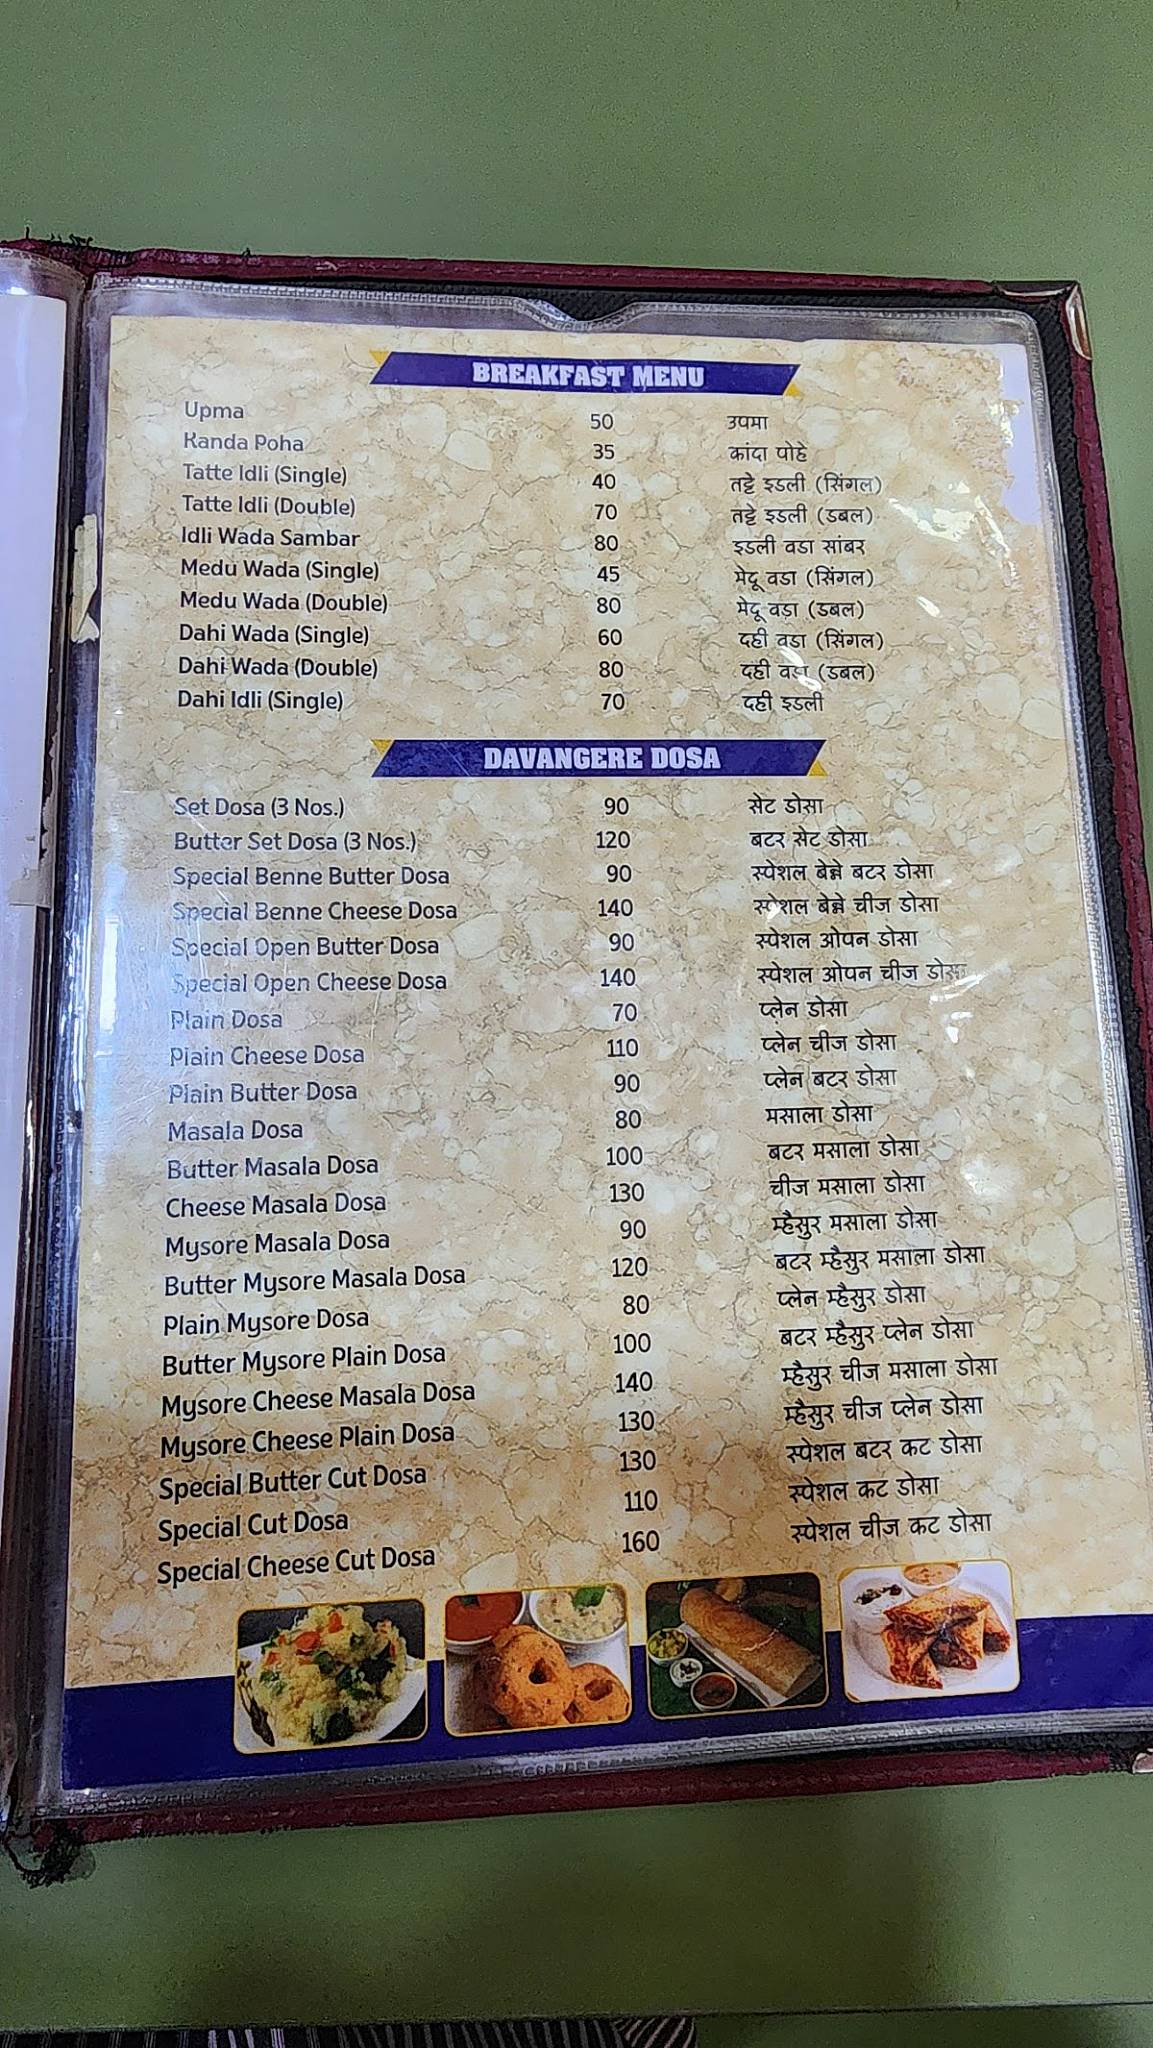 BREAKFAST MENU
Upma 50 उपमा
Kanda Poha 35 कांदा पोहे
Tatte Idli (Single) 40 तट्टे इडली (सिंगल)
Tatte Idli (Double) 70 तट्टे इडली (डबल)
Idli Wada Sambar 80 इडली वडा सांबर
Medu Wada (Single) 45 मेदू वडा (सिंगल)
Medu Wada (Double) 80 मेदू वड़ा (डबल)
Dahi Wada (Single) 60 दही वडा (सिंगल)
Dahi Wada (Double) 80 दही वडा (डबल)
Dahi Idli (Single) 70 दही इडली
DAVANGERE DOSA
Set Dosa (3 Nos.) 90 सेट डोसा
Butter Set Dosa (3 Nos.) 120 बटर सेट डोसा
Special Benne Butter Dosa 90 स्पेशल बेन्ने बटर डोसा
Special Benne Cheese Dosa 140 स्पेशल बेन्ने चीज डोसा
Special Open Butter Dosa 90 स्पेशल ओपन डोसा
Special Open Cheese Dosa 140 स्पेशल ओपन चीज डोसा
Plain Dosa 70 प्लेन डोसा
Plain Cheese Dosa 110 प्लेन चीज डोसा
Plain Butter Dosa 90 प्लेन बटर डोसा
Masala Dosa 80 मसाला डोसा
Butter Masala Dosa 100 बटर मसाला डोसा
Cheese Masala Dosa 130 चीज मसाला डोसा
Mysore Masala Dosa 90 म्हैसुर मसाला डोसा
Butter Mysore Masala Dosa 120 बटर म्हैसुर मसाला डोसा
Plain Mysore Dosa 80 प्लेन म्हैसुर डोसा
Butter Mysore Plain Dosa 100 बटर म्हैसुर प्लेन डोसा
Mysore Cheese Masala Dosa 140 म्हैसुर चीज मसाला डोसा
Mysore Cheese Plain Dosa 130 म्हैसुर चीज प्लेन डोसा
Special Butter Cut Dosa 130 स्पेशल बटर कट डोसा
Special Cut Dosa 110 स्पेशल कट डोसा
Special Cheese Cut Dosa 160 स्पेशल चीज कट डोसा